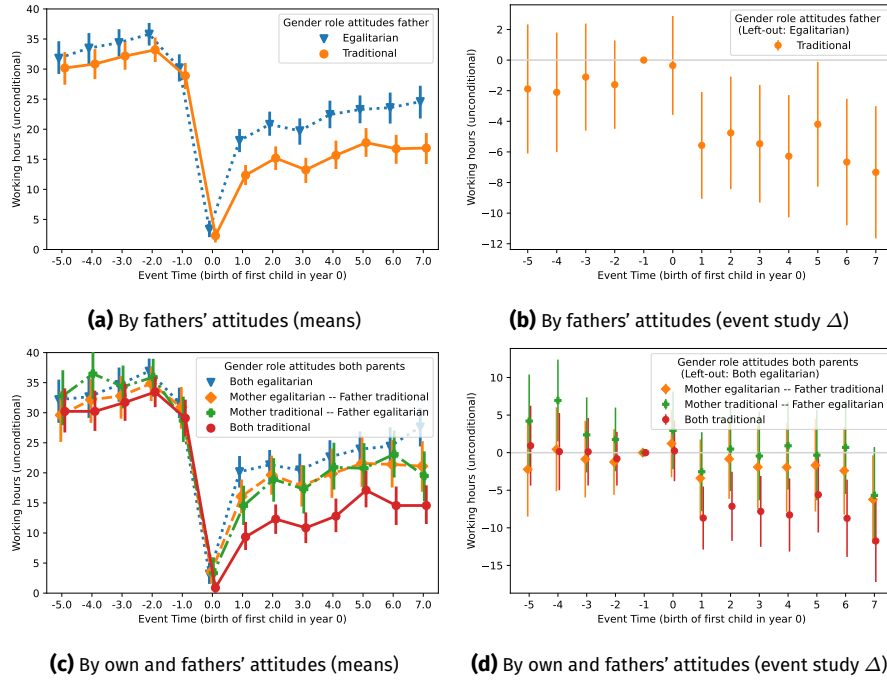 40
35
30
25
20
15
10
5
0
Working hours (unconditional)
Gender role attitudes father
Egalitarian
Traditional
-5.0 -4.0 -3.0 -2.0 -1.0 0.0 1.0 2.0 3.0 4.0 5.0 6.0 7.0
Event Time (birth of first child in year 0)
(a) By fathers’ attitudes (means)
0
−2
−4
−6
−8
−10
−12
Working hours (unconditional)
Gender role attitudes father
(Left-out: Egalitarian)
Traditional
-5 -4 -3 -2 -1 0 1 2 3 4 5 6 7
Event Time (birth of first child in year 0)
(b) By fathers’ attitudes (event study Δ)
40
35
30
25
20
15
10
5
0
Working hours (unconditional)
Gender role attitudes both parents
Both egalitarian
Mother egalitarian -- Father traditional
Mother traditional -- Father egalitarian
Both traditional
-5.0 -4.0 -3.0 -2.0 -1.0 0.0 1.0 2.0 3.0 4.0 5.0 6.0 7.0
Event Time (birth of first child in year 0)
(c) By own and fathers’ attitudes (means)
10
5
0
−5
−10
−15
Working hours (unconditional)
Gender role attitudes both parents
(Left-out: Both egalitarian)
Mother egalitarian -- Father traditional
Mother traditional -- Father egalitarian
Both traditional
-5 -4 -3 -2 -1 0 1 2 3 4 5 6 7
Event Time (birth of first child in year 0)
(d) By own and fathers’ attitudes (event study Δ)